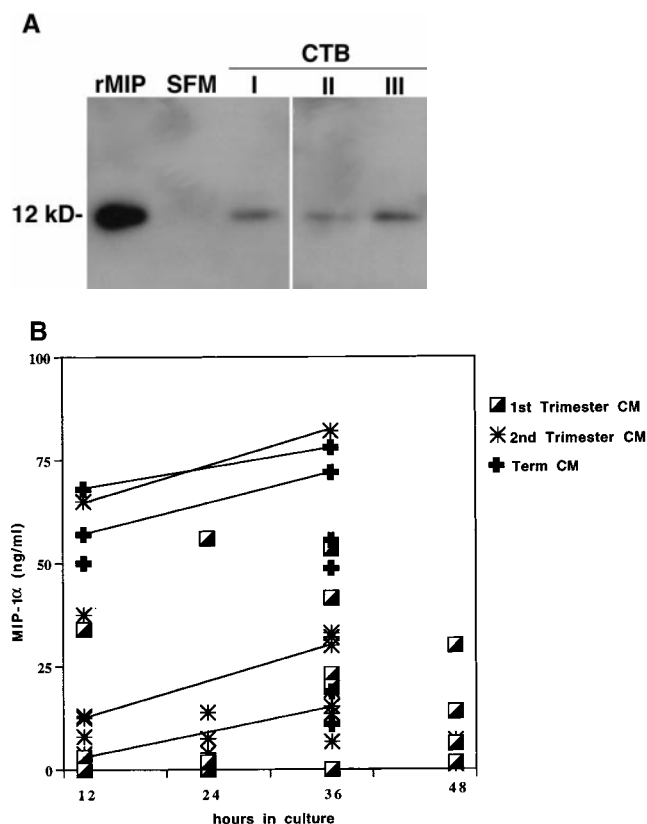 A
CTB
rMIP SFM I II III
12 kD-
B
100
75
50
25
0
MIP-1α (ng/ml)
12 24 36 48
hours in culture
1st Trimester CM
2nd Trimester CM
Term CM